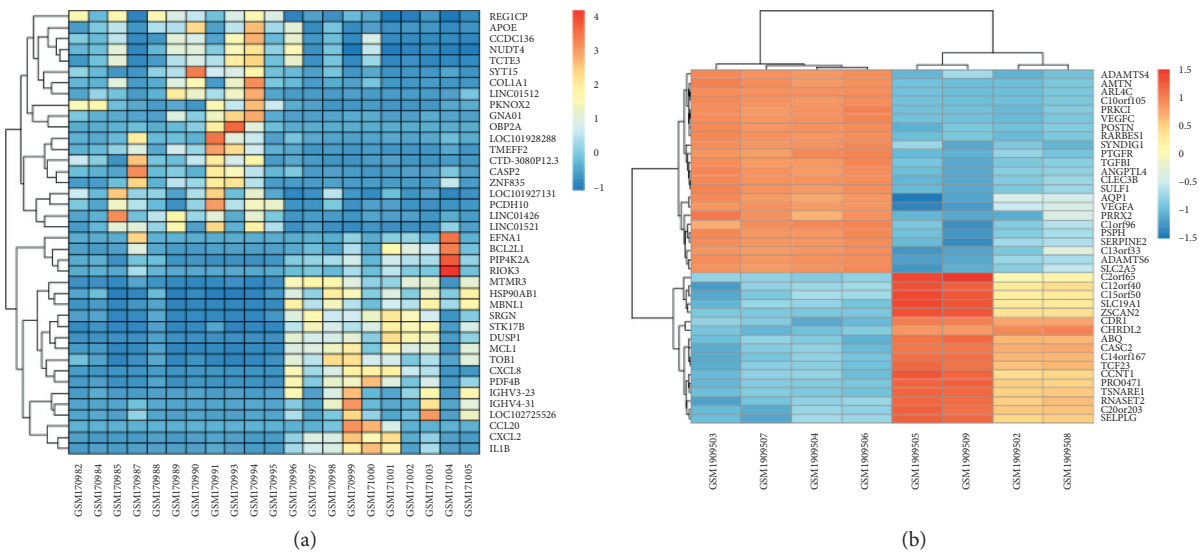 REG1CP
APOE
CCDC136
NUDT4
TCTE3
SYT15
COL1A1
LINC01512
PKNOX2
GNA01
OBP2A
LOC101928288
TMEFF2
CTD-3080P12.3
CASP2
ZNF835
LOC101927131
PCDH10
LINC01426
LINC01521
EFNA1
BCL2L1
PIP4K2A
RIOK3
MTMR3
HSP90AB1
MBNL1
SRGN
STK17B
DUSP1
MCL1
TOB1
CXCL8
PDF4B
IGHV3-23
IGHV4-31
LOC102725526
CCL20
CXCL2
IL1B
4
3
2
1
0
−1
GSM170982
GSM170984
GSM170985
GSM170987
GSM170988
GSM170989
GSM170990
GSM170991
GSM170993
GSM170994
GSM170995
GSM170996
GSM170997
GSM170998
GSM170999
GSM171000
GSM171001
GSM171002
GSM171003
GSM171004
GSM171005
(a)
ADAMTS4
AMTN
ARL4C
C10orf105
PRKCI
VEGFC
POSTN
RARBES1
SYNDIG1
PTGFR
TGFBI
ANGPTL4
CLEC3B
SULF1
AQP1
VEGFA
PRRX2
C1orf96
PSPH
SERPINE2
C13orf33
ADAMTS6
SLC2A5
C2orf65
C12orf40
C15orf50
SLC19A1
ZSCAN2
CDR1
CHRDL2
ABQ
CASC2
C14orf167
TCF23
CCNT1
PRO0471
TSNARE1
RNASET2
C20or203
SELPLG
1.5
1.0
0.5
0.0
−0.5
−1.0
−1.5
GSM1909503
GSM1909507
GSM1909504
GSM1909506
GSM1909505
GSM1909509
GSM1909502
GSM1909508
(b)